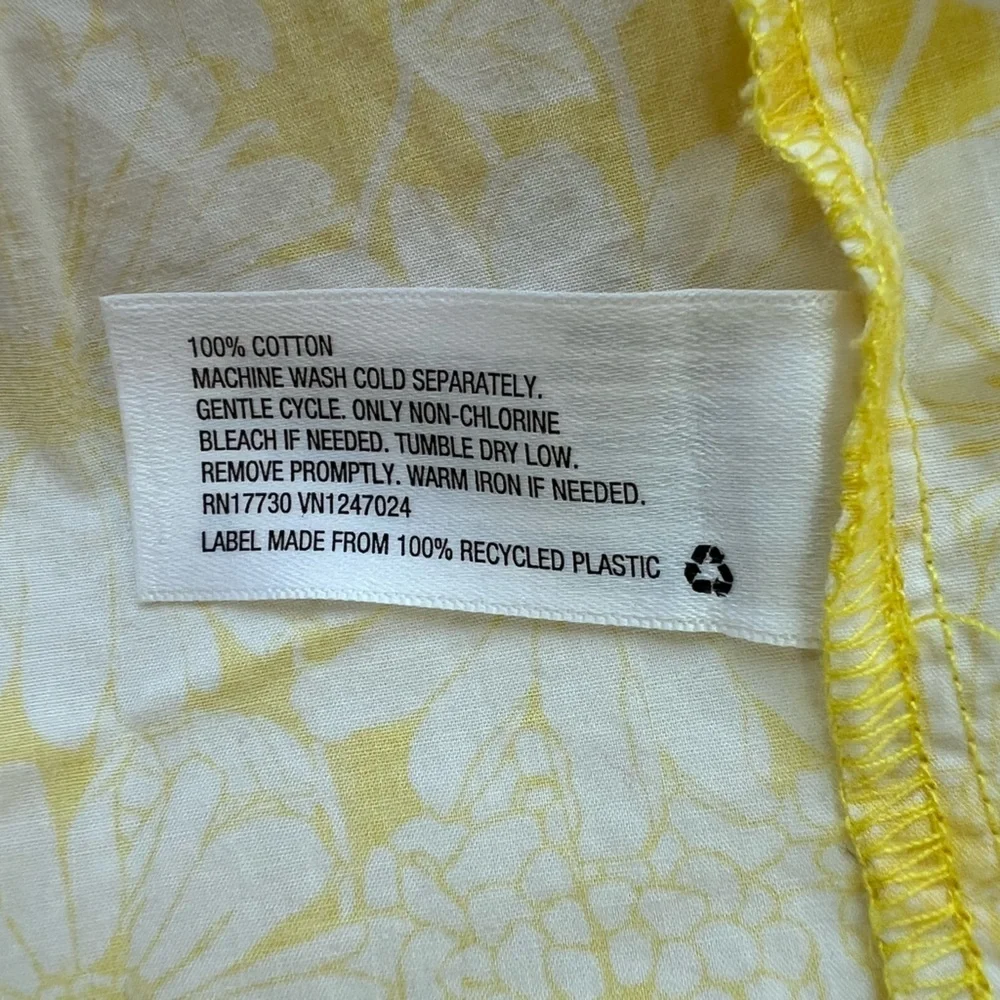 100% COTTON
MACHINE WASH COLD SEPARATELY.
GENTLE CYCLE. ONLY NON-CHLORINE
BLEACH IF NEEDED. TUMBLE DRY LOW.
REMOVE PROMPTLY. WARM IRON IF NEEDED.
RN17730 VN1247024
LABEL MADE FROM 100% RECYCLED PLASTIC